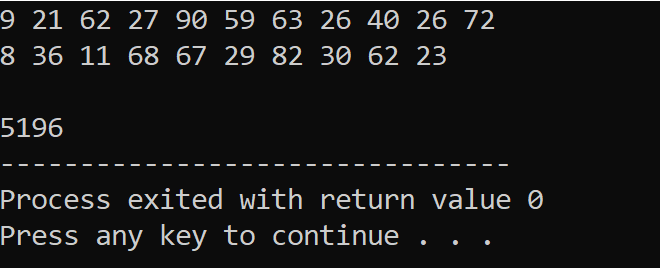 9 21 62 27 90 59 63 26 40 26 72
8 36 11 68 67 29 82 30 62 23
5196
--------------------------------
Process exited with return value 0
Press any key to continue . . .